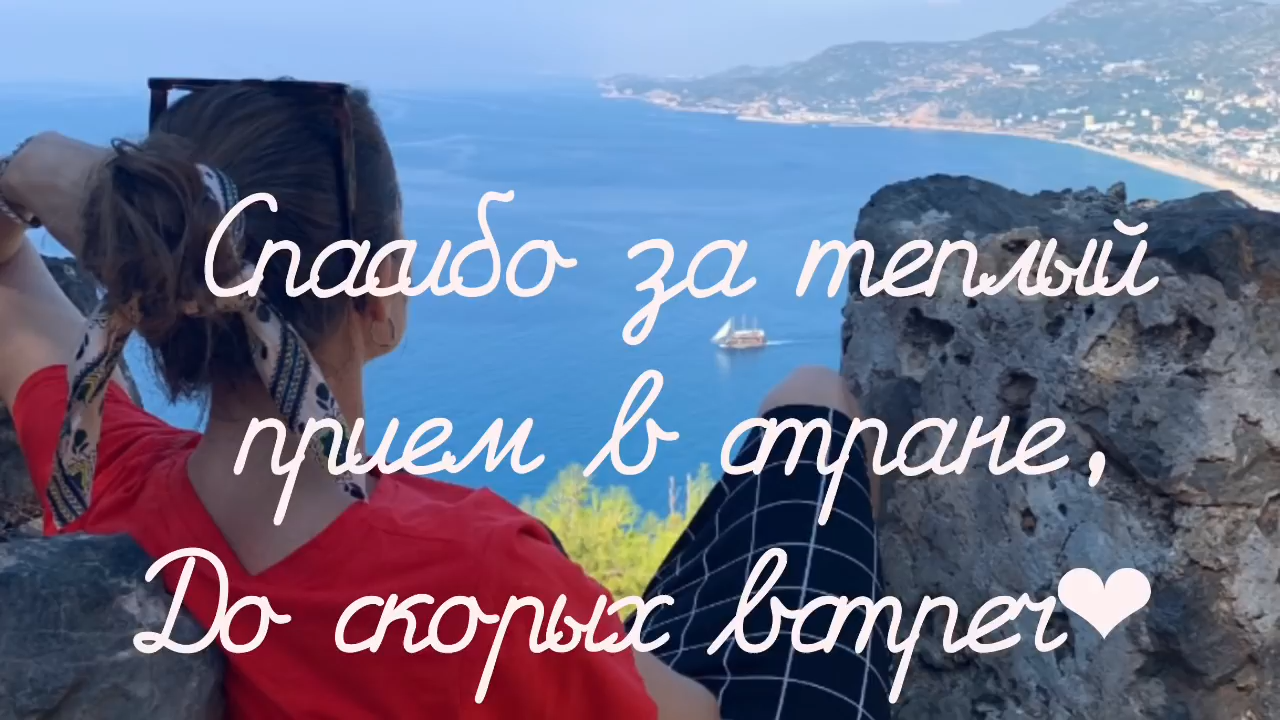 Спасибо за теплый
прием в стране,
До скорых встреч❤